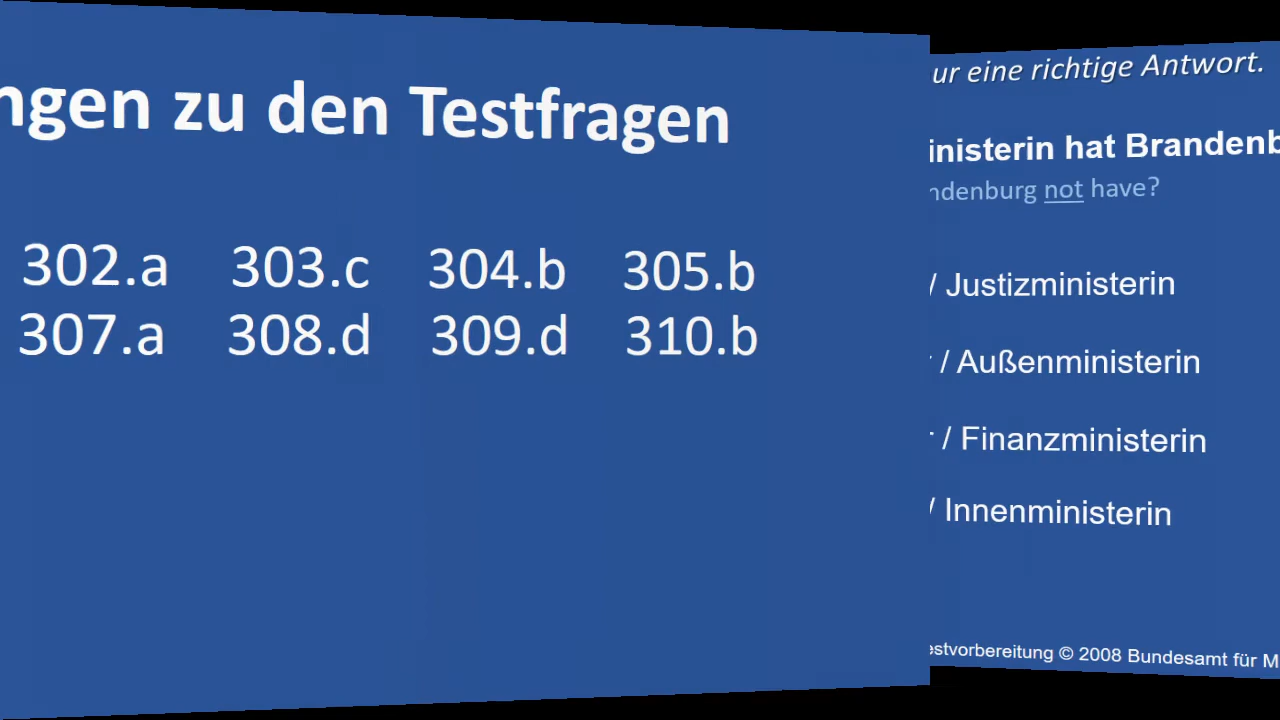 ngen zu den Testfragen
302.a 303.c 304.b 305.b
307.a 308.d 309.d 310.b
ur eine richtige Antwort.
inisterin hat Brandenb
ndenburg not have?
/ Justizministerin
/ Außenministerin
/ Finanzministerin
/ Innenministerin
estvorbereitung © 2008 Bundesamt für M